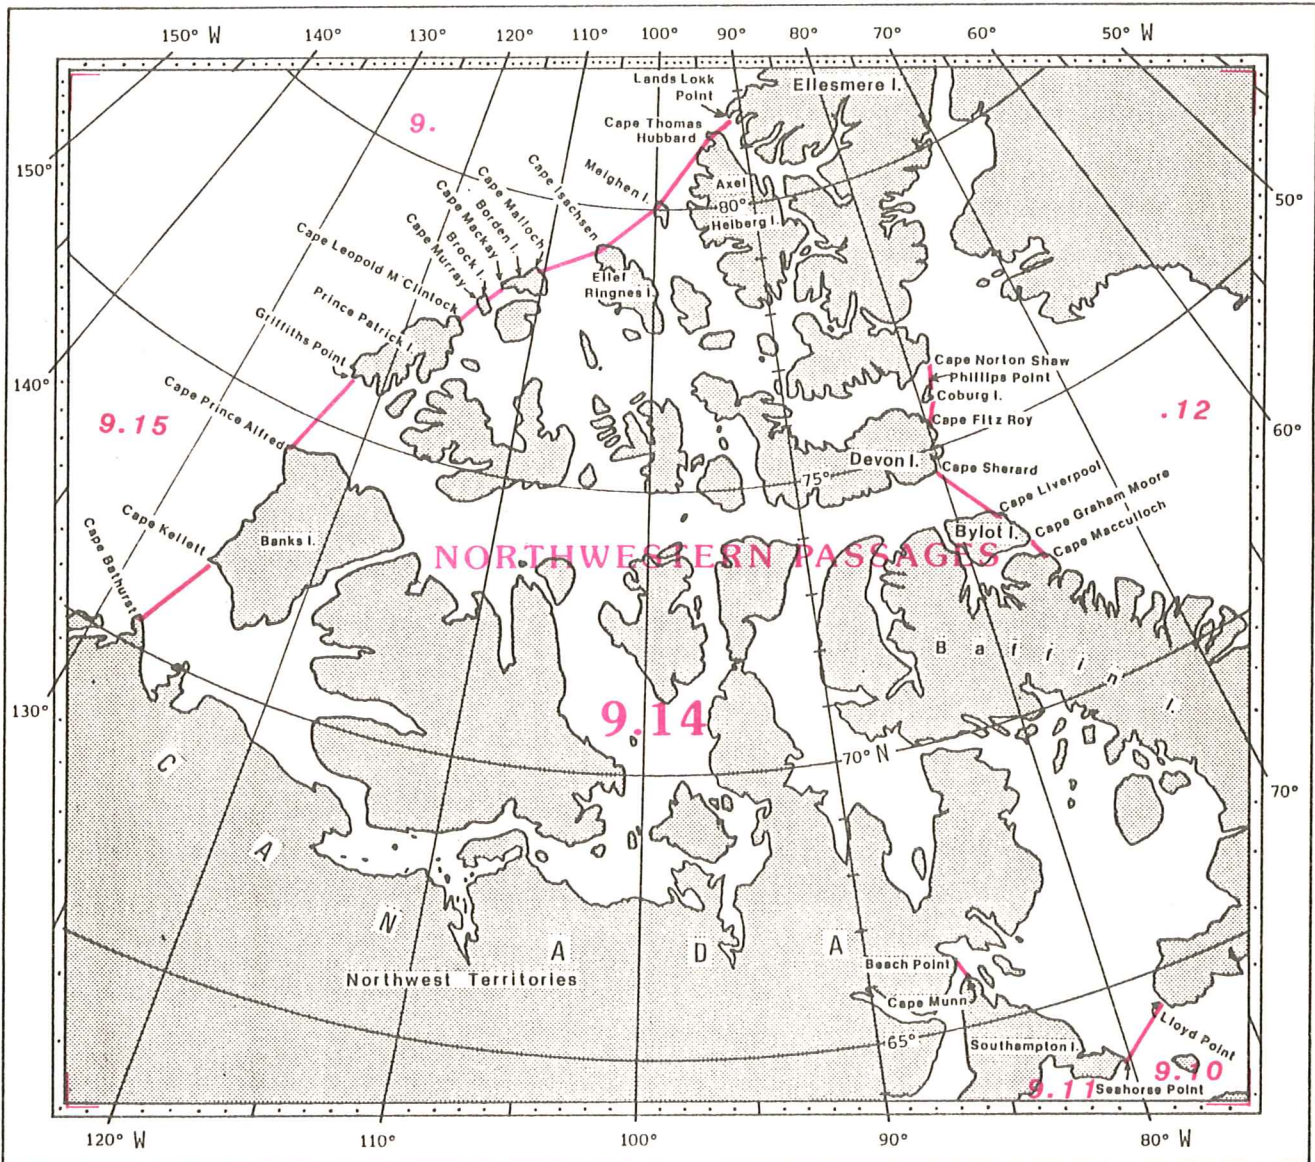 150° W
140°
130°
120°
110°
100°
90°
80°
70°
60°
50° W
Lands Lokk
Point
Ellesmere I.
9.
Cape Thomas
Hubbard
150°
Meighen I.
Cape Isachsen
Cape Malloch
Borden I.
Cape Mackay
Brock I.
Cape Murray
Axel
80°
Heiberg I.
50°
Cape Leopold M'Clintock
Ellef
Ringnes I.
Prince Patrick I.
Griffiths Point
Cape Norton Shaw
Phillips Point
140°
Cape Prince Alfred
Coburg I.
9.15
.12
Cape Fitz Roy
60°
Devon I.
Cape Sherard
75°
Cape Liverpool
Cape Graham Moore
Cape Kellett
Cape Bathurst
Banks I.
Bylot I.
Cape Macculloch
NORTHWESTERN PASSAGES
Baffin I.
130°
9.14
70° N
70°
CANADA
Beach Point
Northwest Territories
Cape Munn
Lloyd Point
65°
Southampton I.
9.10
9.11
Seahorse Point
120° W
110°
100°
90°
80° W